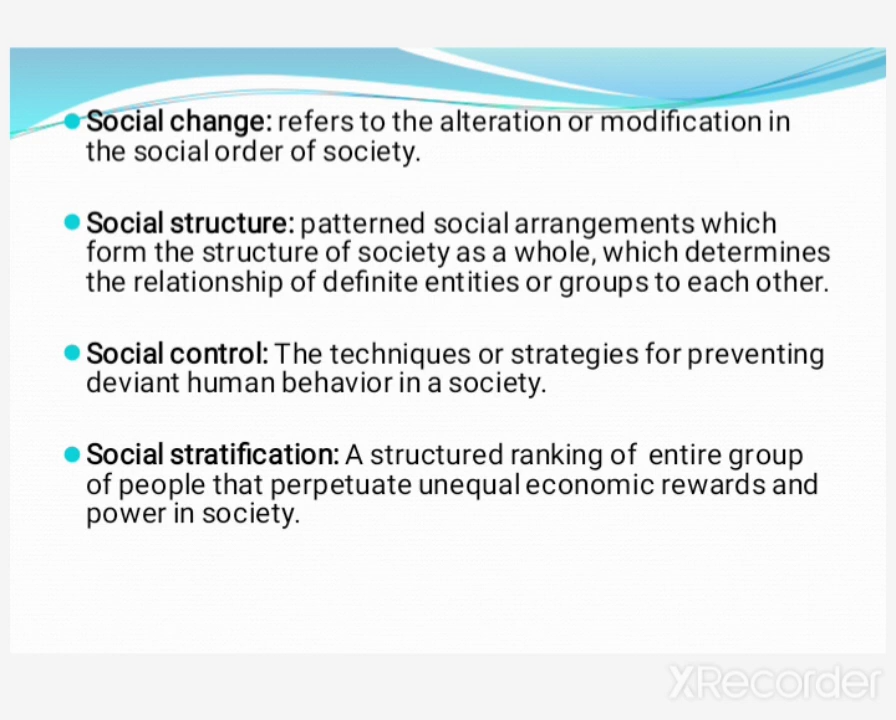 Social change: refers to the alteration or modification in
the social order of society.
Social structure: patterned social arrangements which
form the structure of society as a whole, which determines
the relationship of definite entities or groups to each other.
Social control: The techniques or strategies for preventing
deviant human behavior in a society.
Social stratification: A structured ranking of entire group
of people that perpetuate unequal economic rewards and
power in society.
XRecorder